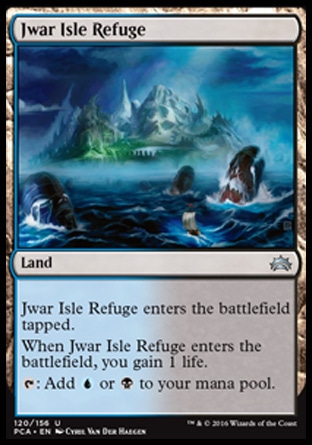 Jwar Isle Refuge
Land
Jwar Isle Refuge enters the battlefield
tapped.
When Jwar Isle Refuge enters the
battlefield, you gain 1 life.
: Add or to your mana pool.
120/156 U
PCA • EN Cyril Van Der Haegen
™ & © 2016 Wizards of the Coast